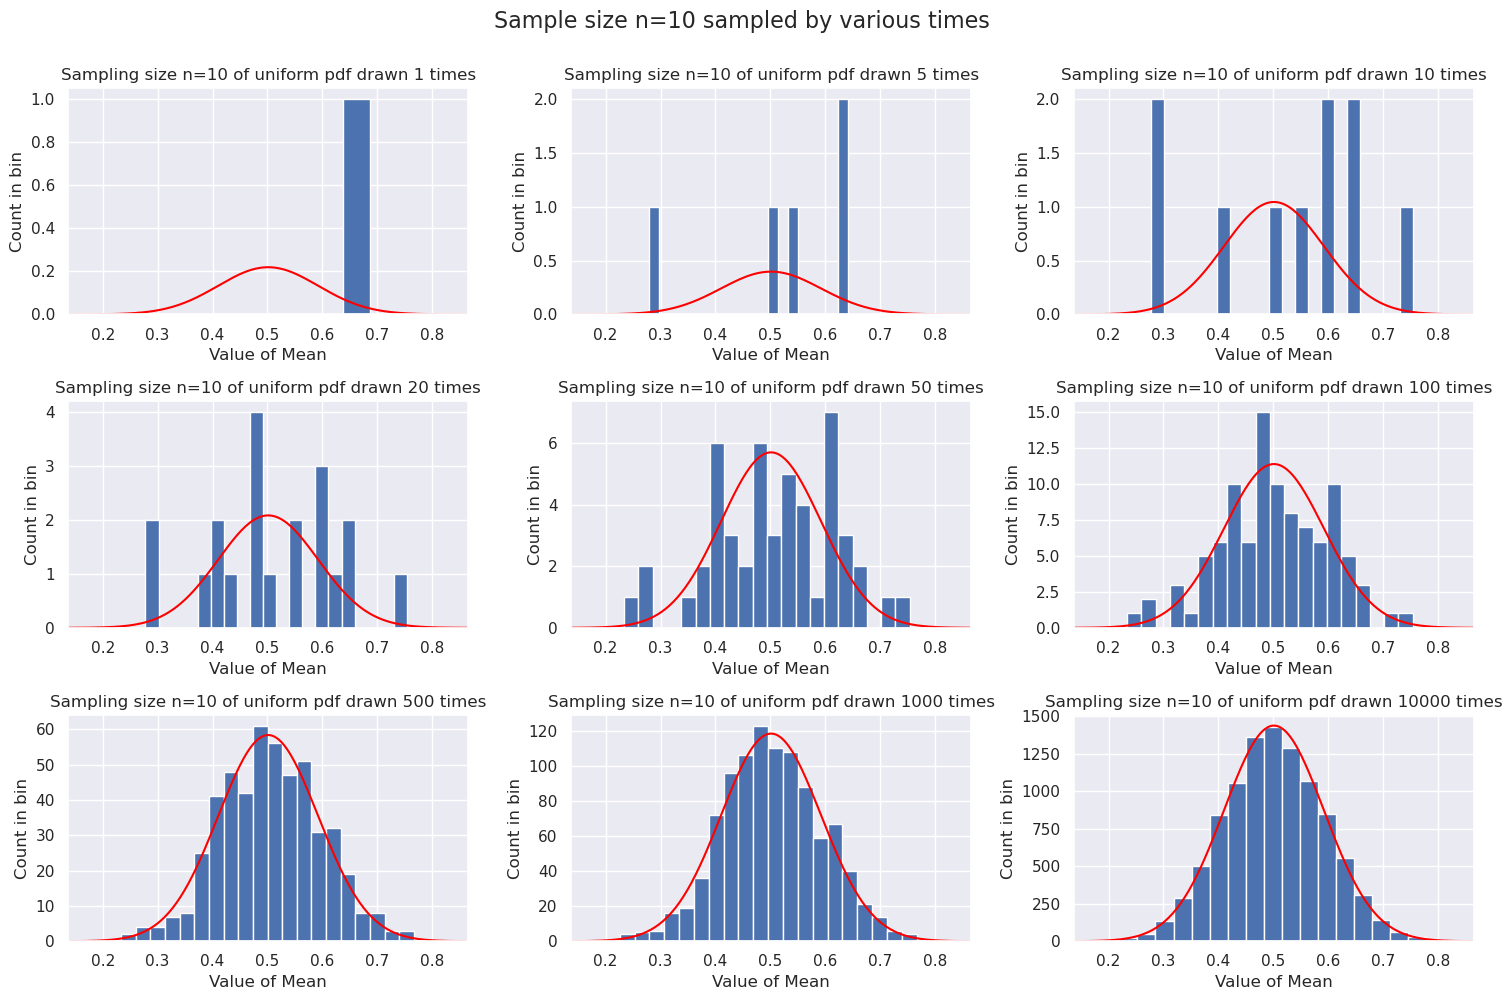 Sample size n=10 sampled by various times
Sampling size n=10 of uniform pdf drawn 1 times
Count in bin
1.0
0.8
0.6
0.4
0.2
0.0
0.2 0.3 0.4 0.5 0.6 0.7 0.8
Value of Mean
Sampling size n=10 of uniform pdf drawn 5 times
Count in bin
2.0
1.5
1.0
0.5
0.0
0.2 0.3 0.4 0.5 0.6 0.7 0.8
Value of Mean
Sampling size n=10 of uniform pdf drawn 10 times
Count in bin
2.0
1.5
1.0
0.5
0.0
0.2 0.3 0.4 0.5 0.6 0.7 0.8
Value of Mean
Sampling size n=10 of uniform pdf drawn 20 times
Count in bin
4
3
2
1
0
0.2 0.3 0.4 0.5 0.6 0.7 0.8
Value of Mean
Sampling size n=10 of uniform pdf drawn 50 times
Count in bin
6
4
2
0
0.2 0.3 0.4 0.5 0.6 0.7 0.8
Value of Mean
Sampling size n=10 of uniform pdf drawn 100 times
Count in bin
15.0
12.5
10.0
7.5
5.0
2.5
0.0
0.2 0.3 0.4 0.5 0.6 0.7 0.8
Value of Mean
Sampling size n=10 of uniform pdf drawn 500 times
Count in bin
60
50
40
30
20
10
0
0.2 0.3 0.4 0.5 0.6 0.7 0.8
Value of Mean
Sampling size n=10 of uniform pdf drawn 1000 times
Count in bin
120
100
80
60
40
20
0
0.2 0.3 0.4 0.5 0.6 0.7 0.8
Value of Mean
Sampling size n=10 of uniform pdf drawn 10000 times
Count in bin
1500
1250
1000
750
500
250
0
0.2 0.3 0.4 0.5 0.6 0.7 0.8
Value of Mean